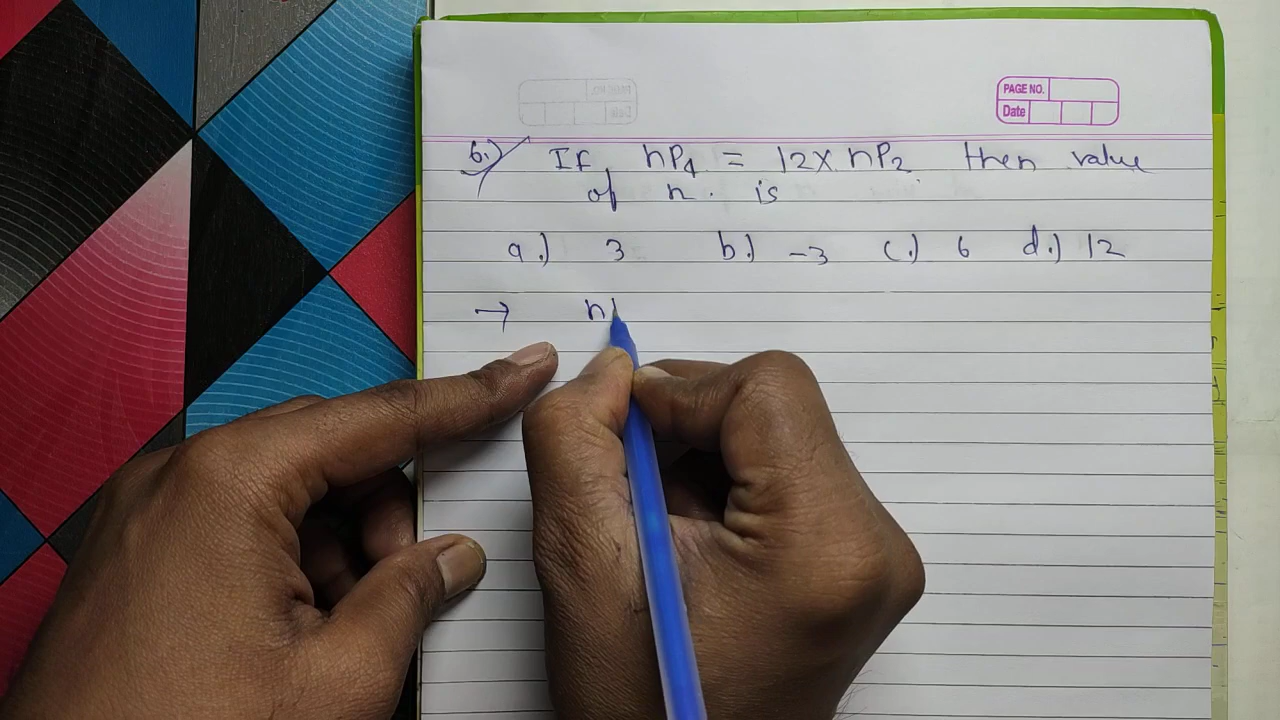 PAGE NO.
Date
6.) If nP4 = 12 x nP2 then value
of n. is
a.) 3 b.) -3 c.) 6 d.) 12
→ n